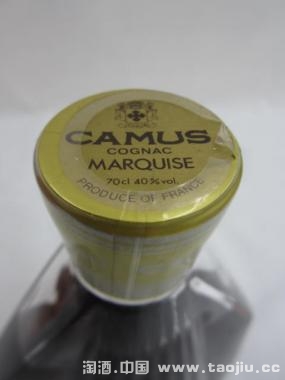 CAMUS
COGNAC
MARQUISE
70cl 40%vol
PRODUCE OF FRANCE
淘酒.中国 www.taojiu.cc